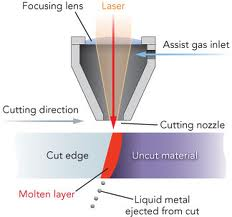 Focusing lens
Laser
Assist gas inlet
Cutting direction
Cutting nozzle
Cut edge
Uncut material
Molten layer
Liquid metal
ejected from cut